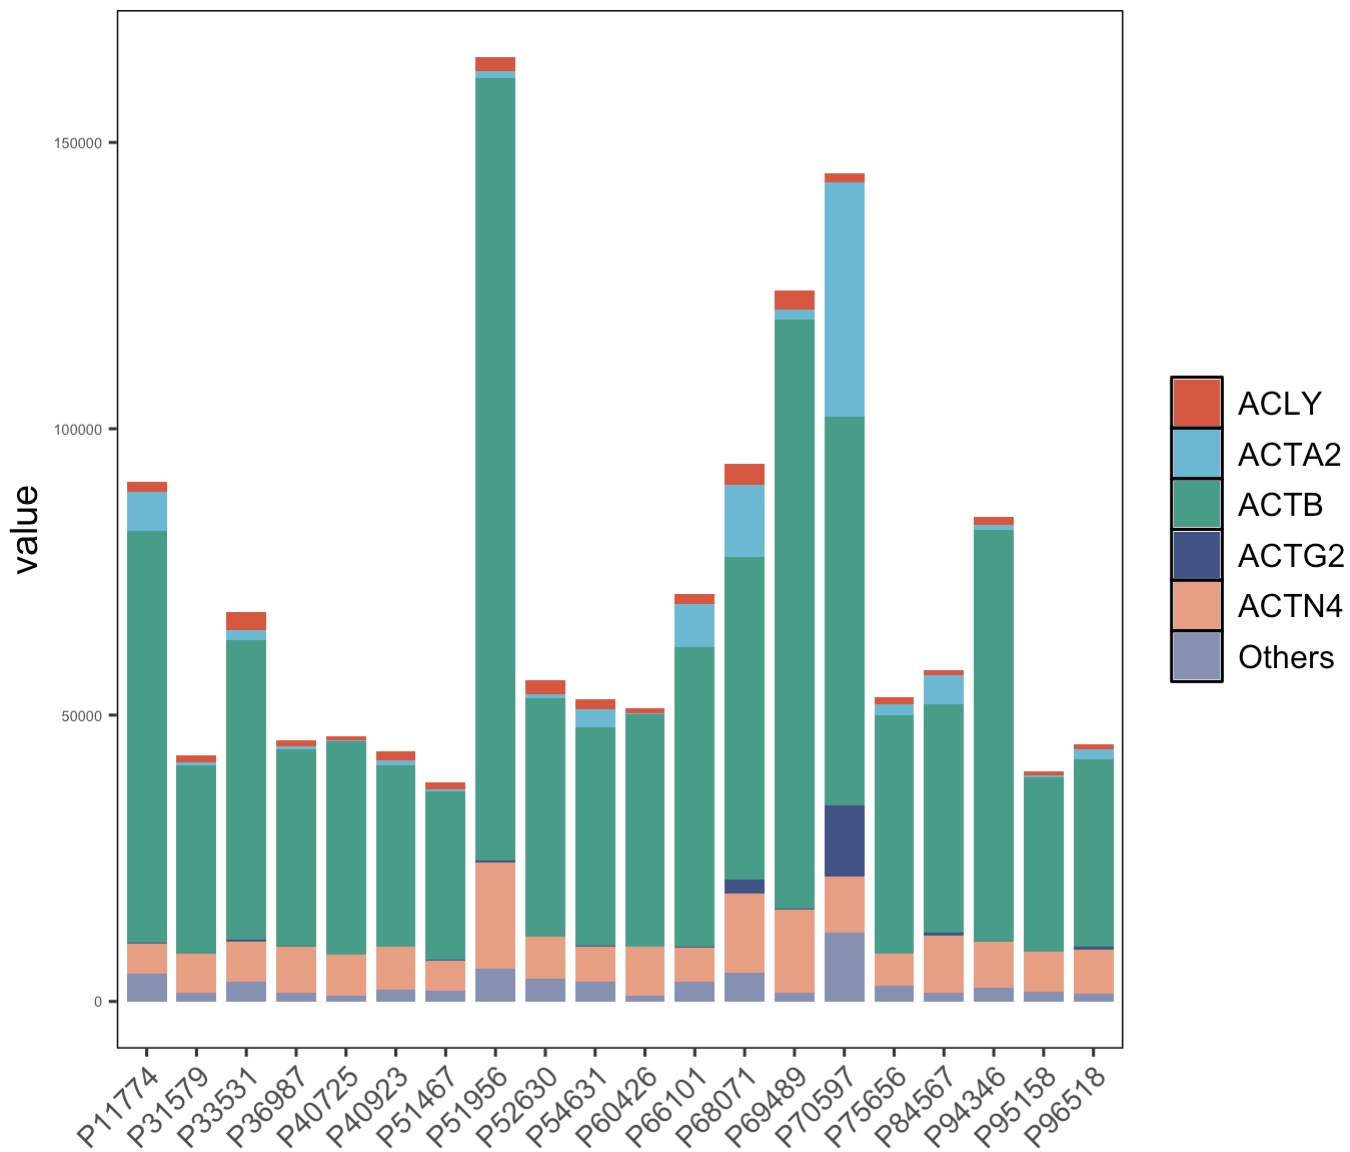 value
150000
100000
50000
0
P11774
P31579
P33531
P36987
P40725
P40923
P51467
P51956
P52630
P54631
P60426
P66101
P68071
P69489
P70597
P75656
P84567
P94346
P95158
P96518
ACLY
ACTA2
ACTB
ACTG2
ACTN4
Others